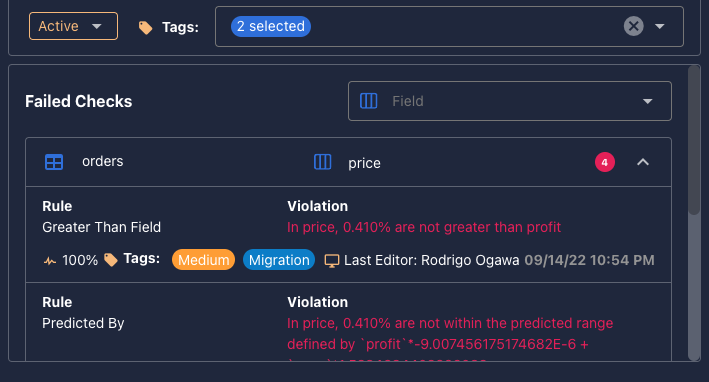 Active Tags: 2 selected
Failed Checks Field
orders price 4
Rule Violation
Greater Than Field In price, 0.410% are not greater than profit
100% Tags: Medium Migration Last Editor: Rodrigo Ogawa 09/14/22 10:54 PM
Rule Violation
Predicted By In price, 0.410% are not within the predicted range
defined by `profit`*-9.007456175174682E-6 +